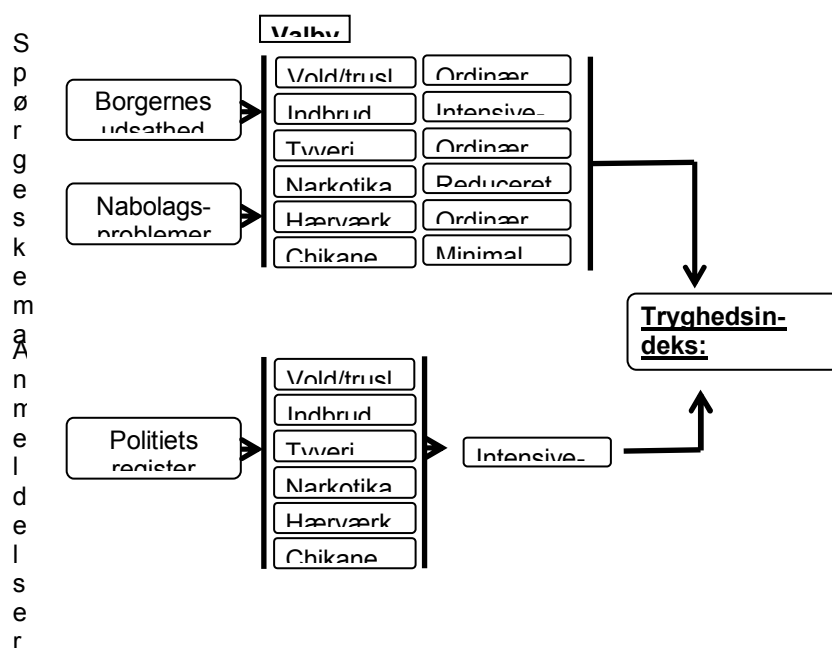 Valby
Spørgeskema
Borgernes
udsathed
Nabolags-
problemer
Vold/trusl
Ordinær
Indbrud
Intensive-
Tyveri
Ordinær
Narkotika
Reduceret
Hærværk
Ordinær
Chikane
Minimal
Tryghedsin-
deks:
Anmeldelser
Politiets
register
Vold/trusl
Indbrud
Tyveri
Narkotika
Hærværk
Chikane
Intensive-